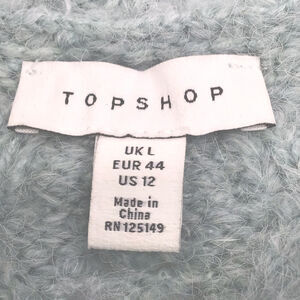 TOPSHOP
UK L
EUR 44
US 12
Made in
China
RN 125149